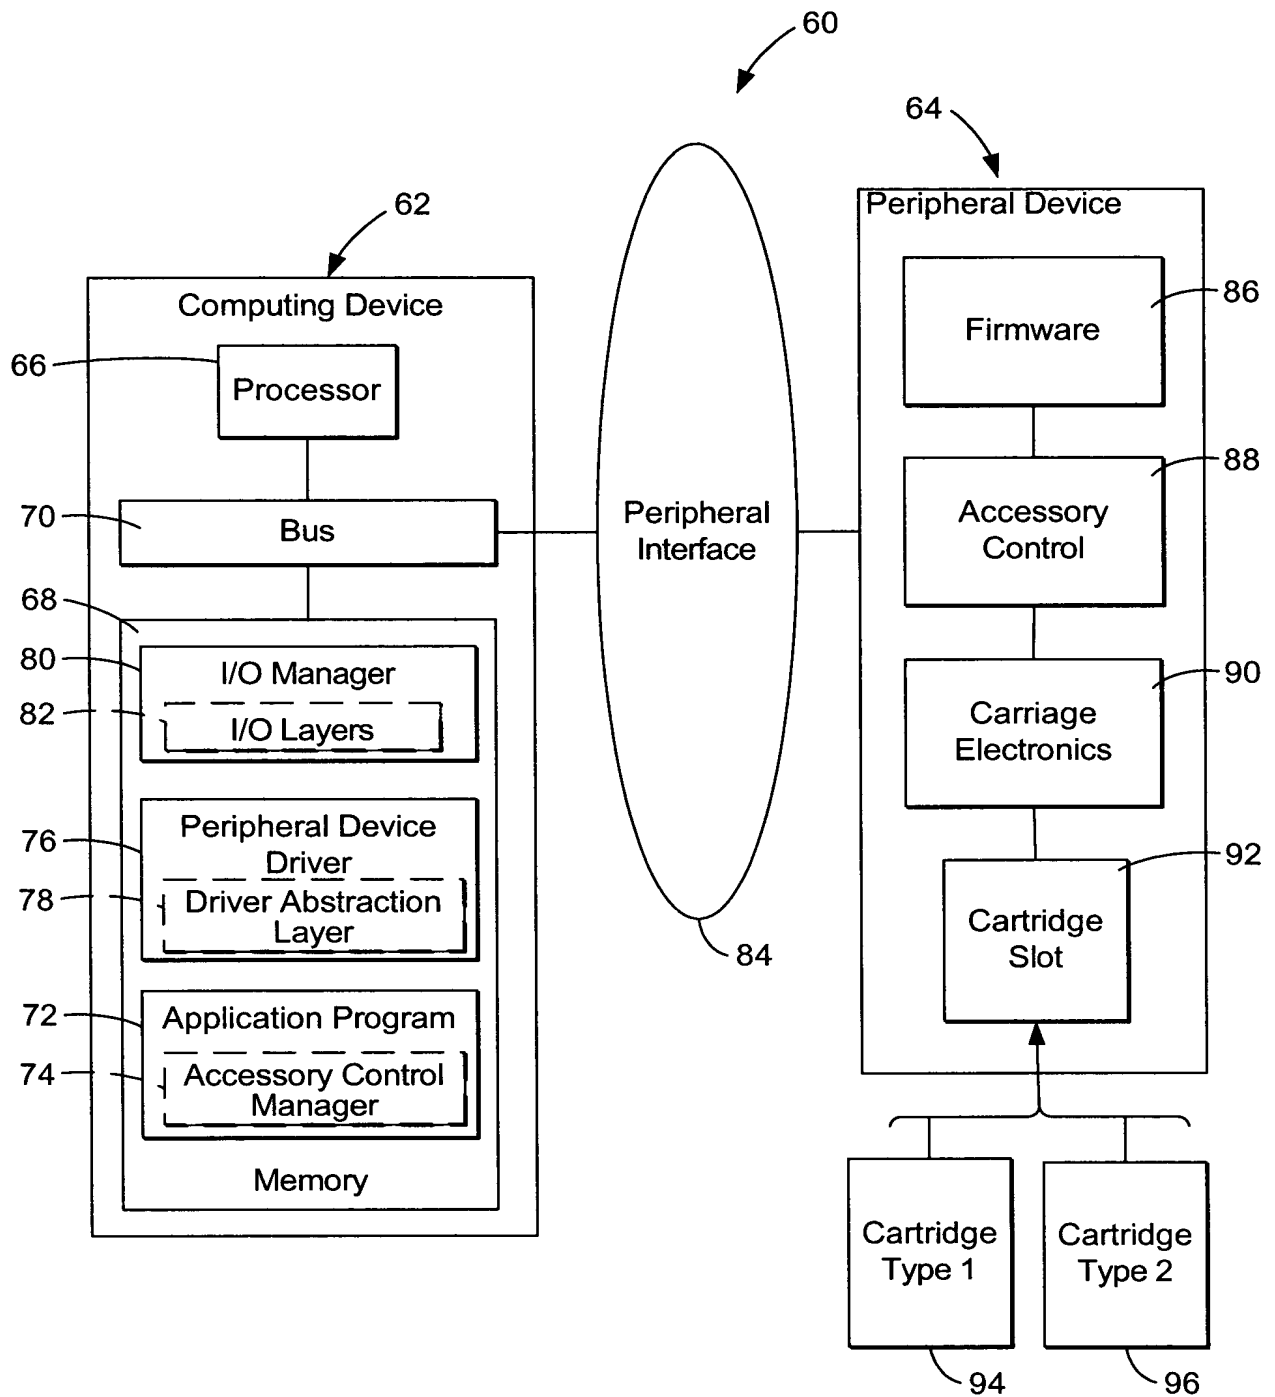 60
64
62
Peripheral Device
Computing Device
86
Firmware
66
Processor
88
70
Bus
Peripheral
Interface
Accessory
Control
68
80
I/O Manager
82
I/O Layers
90
Carriage
Electronics
76
Peripheral Device
Driver
78
Driver Abstraction
Layer
92
Cartridge
Slot
84
72
Application Program
74
Accessory Control
Manager
Memory
Cartridge
Type 1
Cartridge
Type 2
94
96